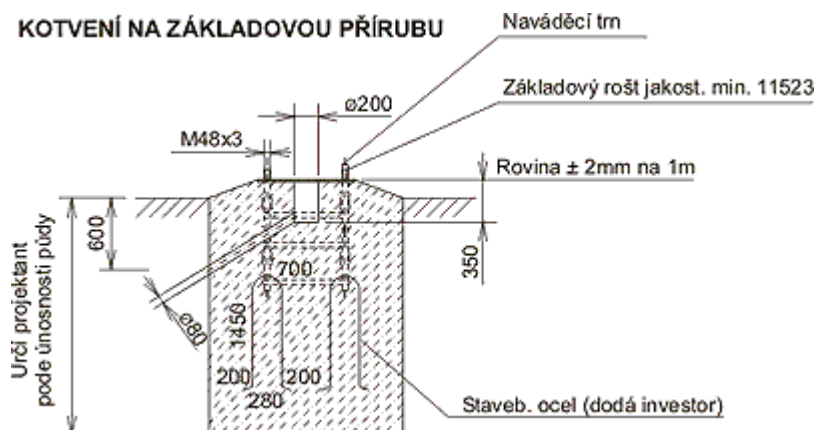 KOTVENÍ NA ZÁKLADOVOU PŘÍRUBU
Naváděcí trn
Základový rošt jakost. min. 11523
ø200
M48x3
Rovina ± 2mm na 1m
600
350
700
ø80
1450
200
200
280
Určí projektant
pode únosnosti půdy
Staveb. ocel (dodá investor)